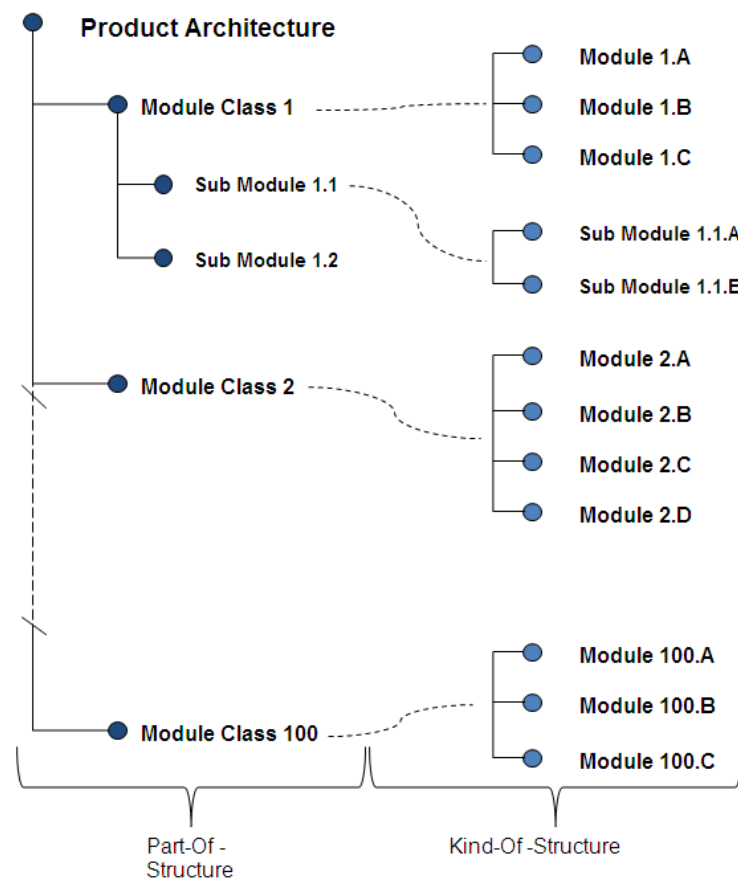 Product Architecture
Module Class 1
Sub Module 1.1
Sub Module 1.2
Module Class 2
Module Class 100
Module 1.A
Module 1.B
Module 1.C
Sub Module 1.1.A
Sub Module 1.1.E
Module 2.A
Module 2.B
Module 2.C
Module 2.D
Module 100.A
Module 100.B
Module 100.C
Part-Of -
Structure
Kind-Of -Structure